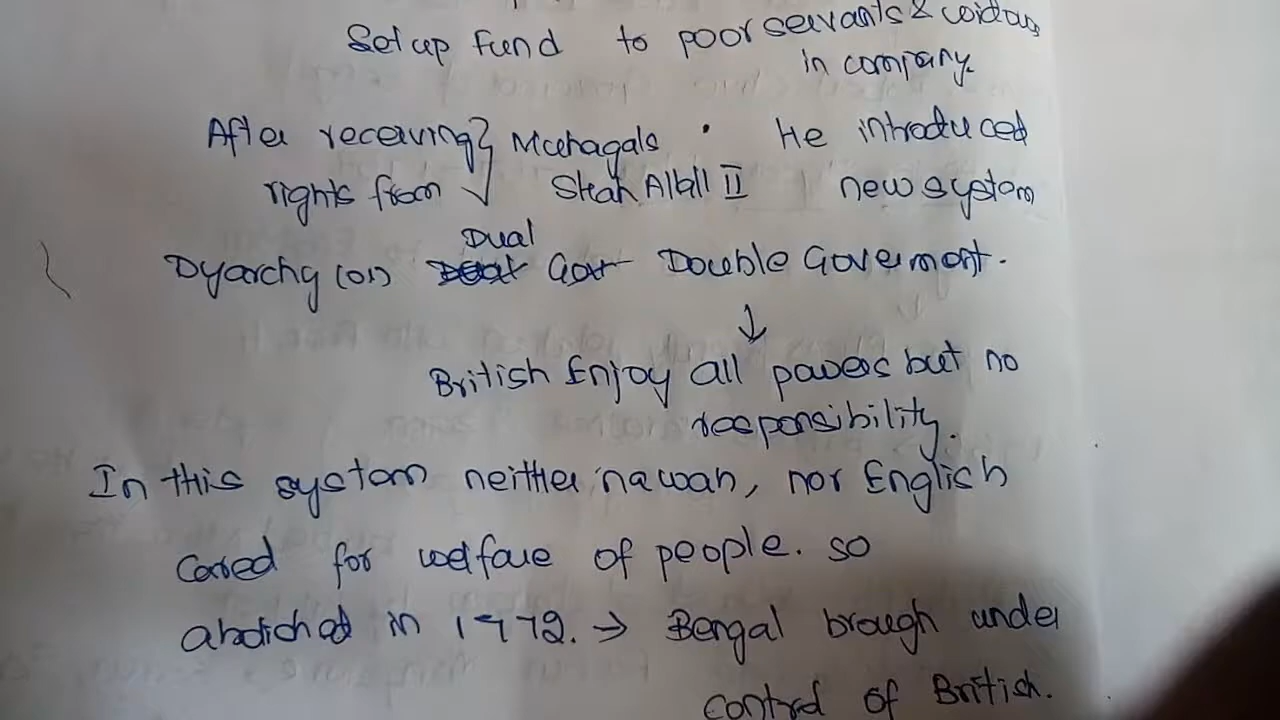 Set up Fund to poor servants & widows
in company.
After receiving } Mughals • He introduced
rights from Shah Alall II new system
Dual
Dyarchy (or) Govt Double Goverment.
↓
British Enjoy all powers but no
responsibility.
In this system neither nawab, nor English
cared for welfare of people. so
abolished in 1772. → Bengal brough under
control of British.